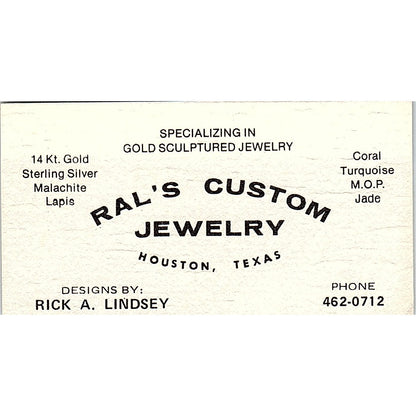 SPECIALIZING IN
GOLD SCULPTURED JEWELRY
14 Kt. Gold
Sterling Silver
Malachite
Lapis
Coral
Turquoise
M.O.P.
Jade
RAL'S CUSTOM
JEWELRY
HOUSTON, TEXAS
DESIGNS BY:
RICK A. LINDSEY
PHONE
462-0712